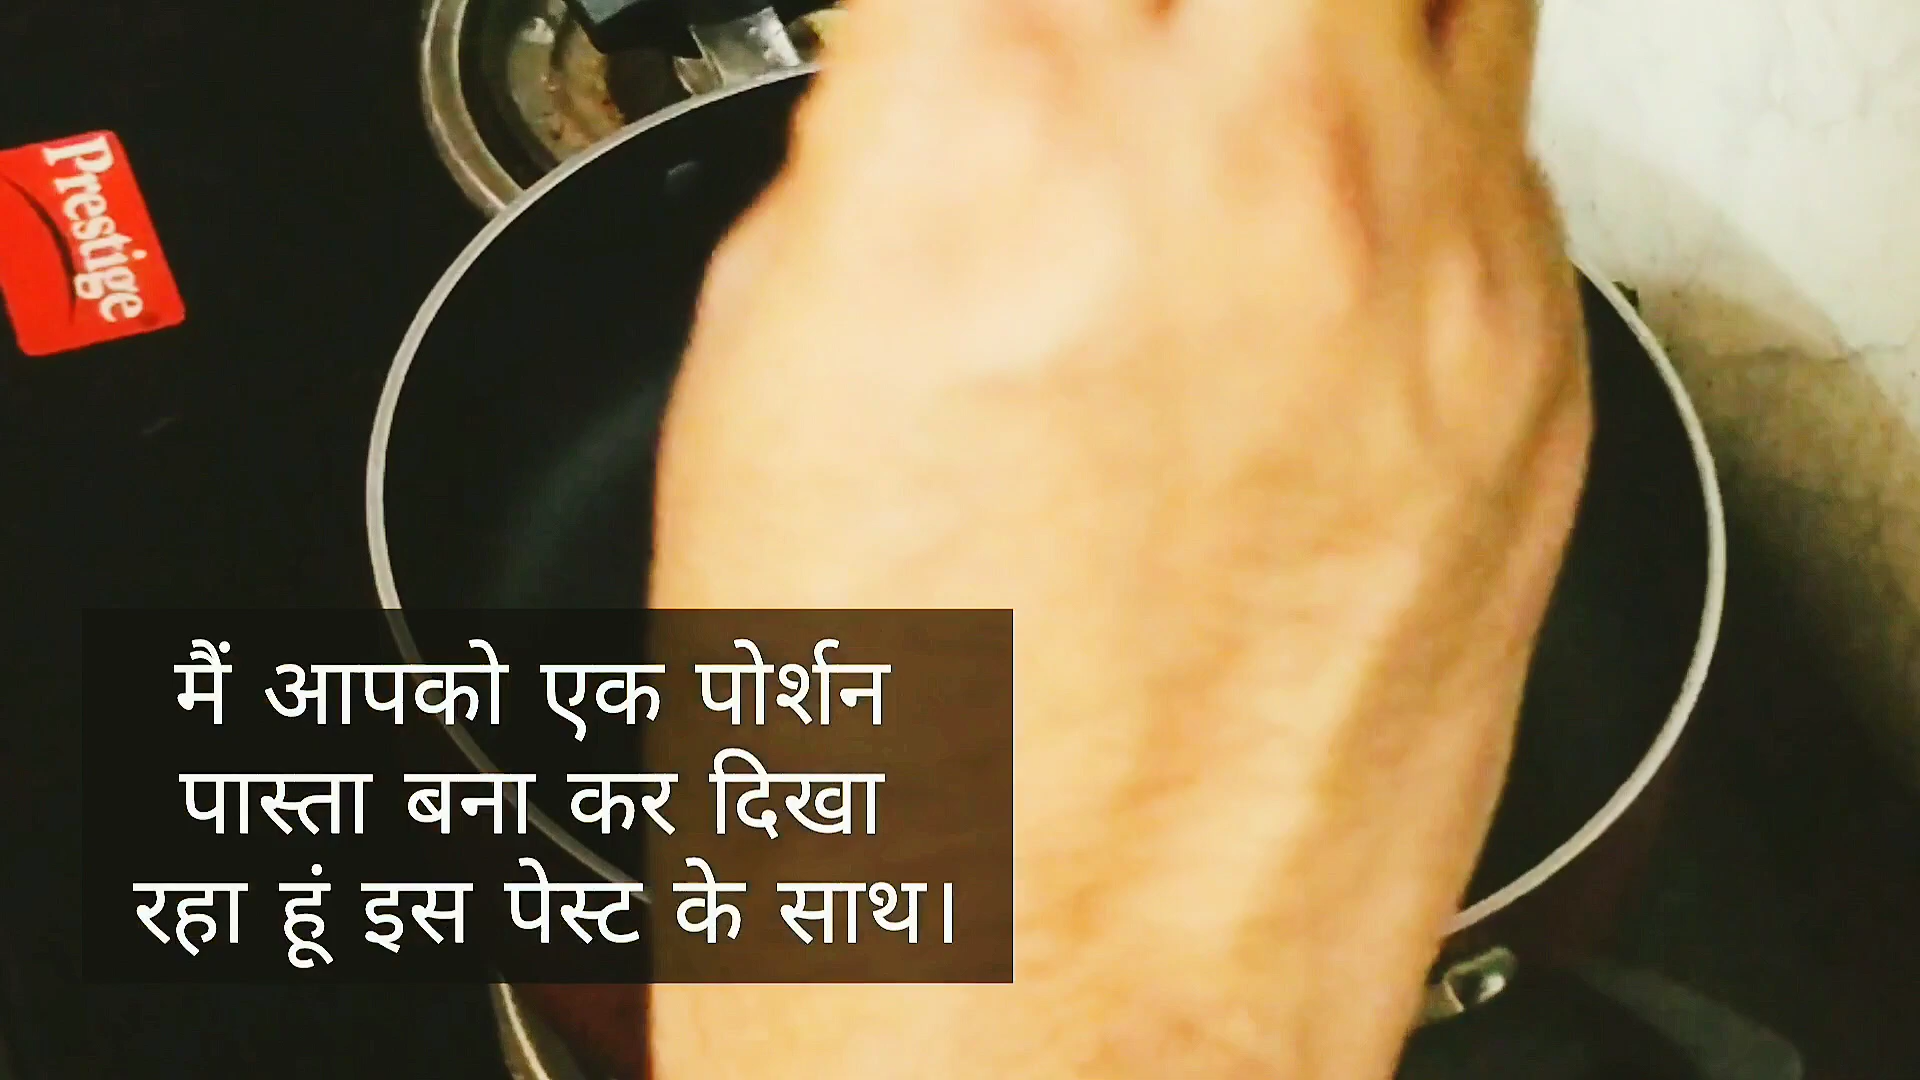 Prestige
मैं आपको एक पोर्शन
पास्ता बना कर दिखा
रहा हूं इस पेस्ट के साथ।